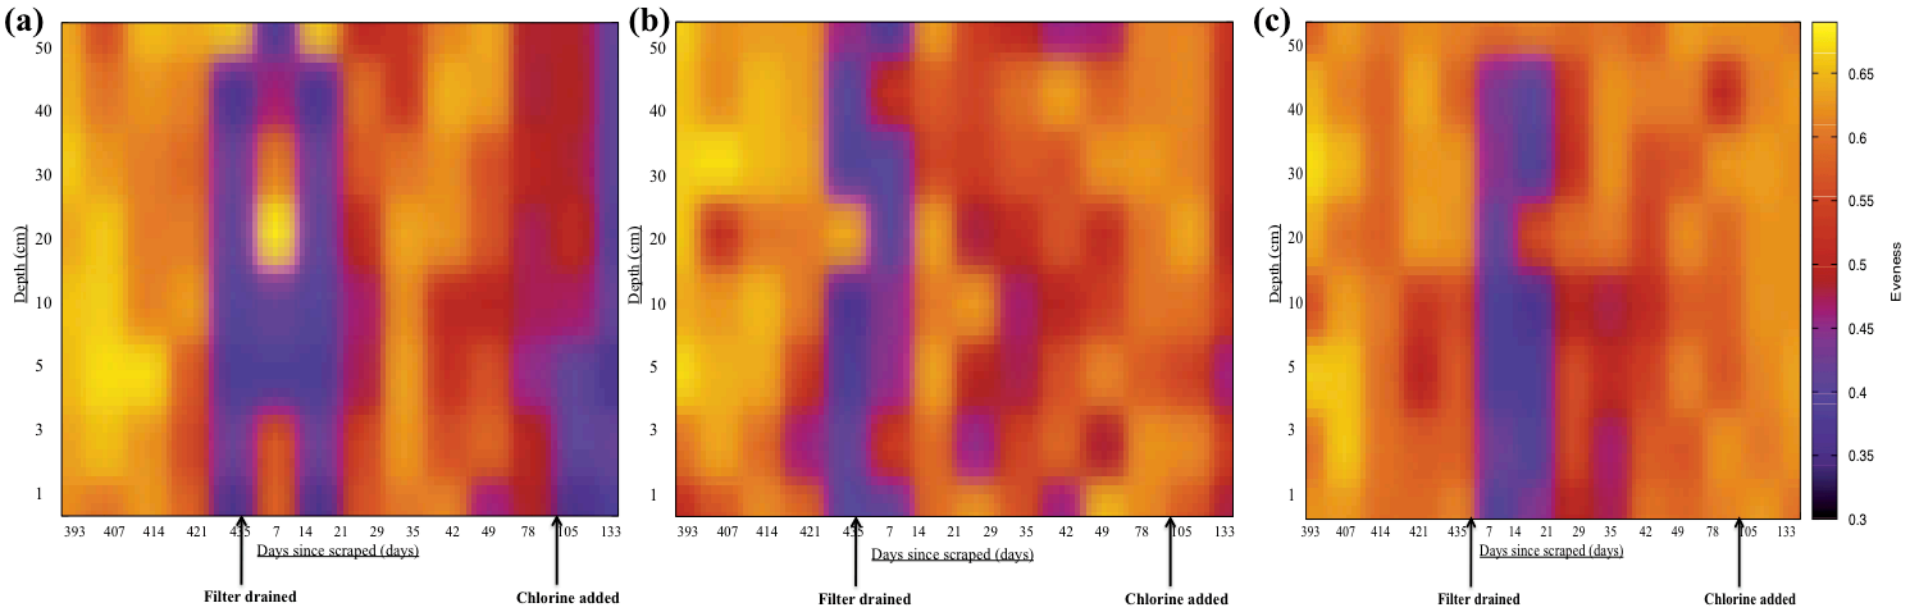 (a)
50
40
30
20
10
5
3
1
Depth (cm)
393 407 414 421 435 7 14 21 29 35 42 49 78 105 133
Days since scraped (days)
Filter drained
Chlorine added
(b)
50
40
30
20
10
5
3
1
Depth (cm)
393 407 414 421 435 7 14 21 29 35 42 49 78 105 133
Days since scraped (days)
Filter drained
Chlorine added
(c)
50
40
30
20
10
5
3
1
Depth (cm)
393 407 414 421 435 7 14 21 29 35 42 49 78 105 133
Days since scraped (days)
Filter drained
Chlorine added
0.65
0.6
0.55
0.5
0.45
0.4
0.35
0.3
Eveness